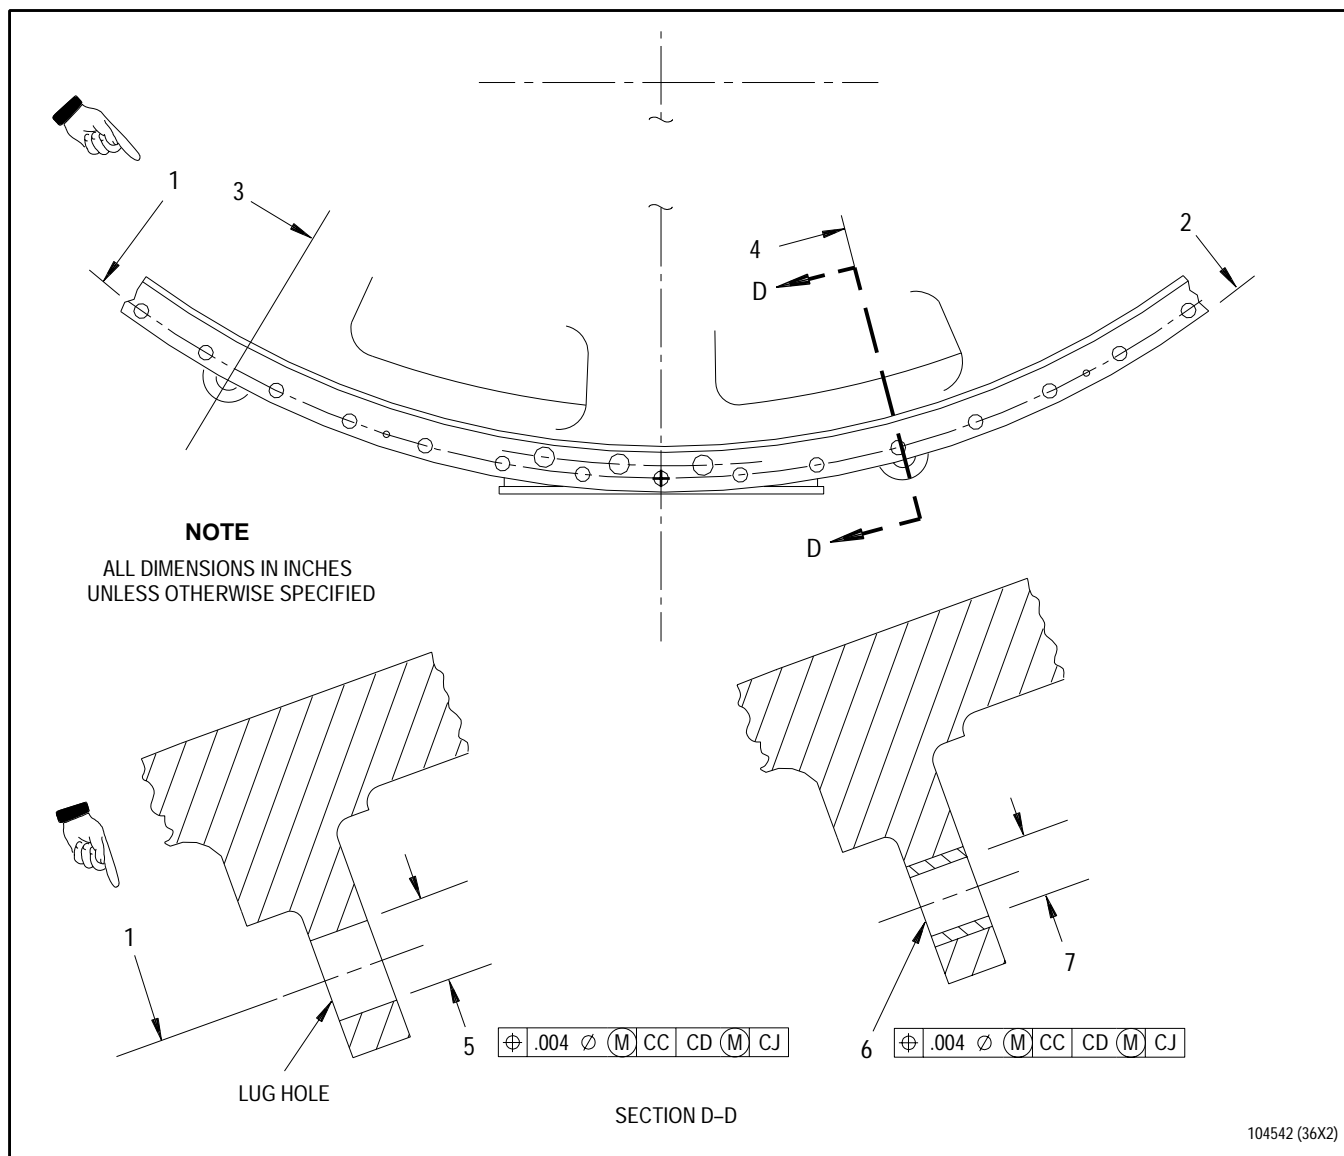 1
3
2
4
D
D
NOTE
ALL DIMENSIONS IN INCHES
UNLESS OTHERWISE SPECIFIED
1
LUG HOLE
5
⌖ .004 ∅ Ⓜ CC CD Ⓜ CJ
6
7
⌖ .004 ∅ Ⓜ CC CD Ⓜ CJ
SECTION D–D
104542 (36X2)